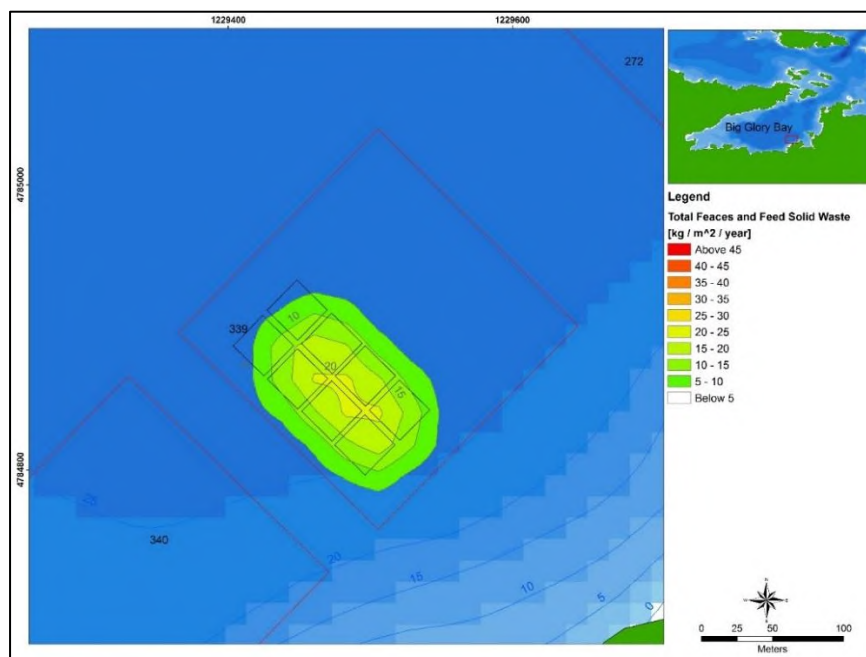 1229400
1229600
4785000
4784800
272
339
340
10
20
15
25
20
15
10
5
0
Big Glory Bay
Legend
Total Feaces and Feed Solid Waste
[kg / m^2 / year]
Above 45
40 - 45
35 - 40
30 - 35
25 - 30
20 - 25
15 - 20
10 - 15
5 - 10
Below 5
N
W
E
S
0 25 50 100
Meters